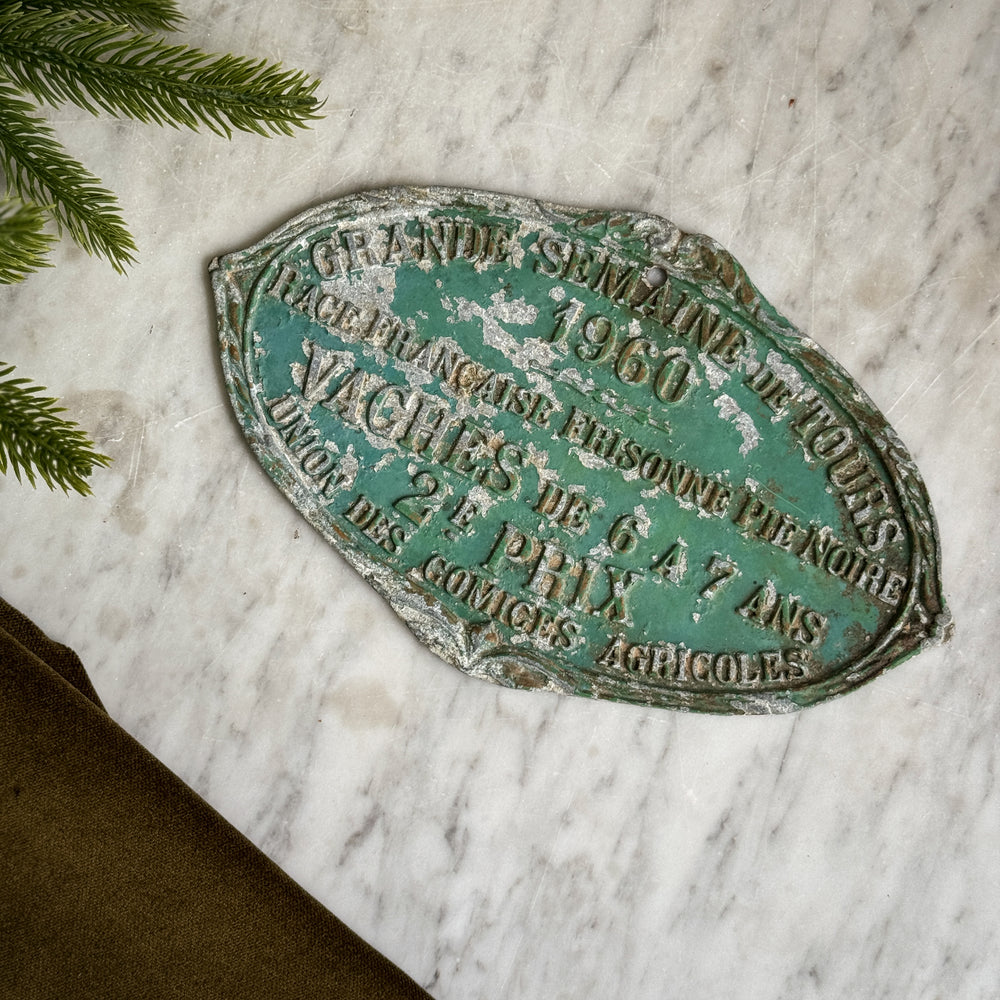 GRANDE SEMAINE DE TOURS
1960
RACE FRANÇAISE FRISONNE PIE NOIRE
VACHES DE 6 A 7 ANS
2E PRIX
UNION DES COMICES AGRICOLES